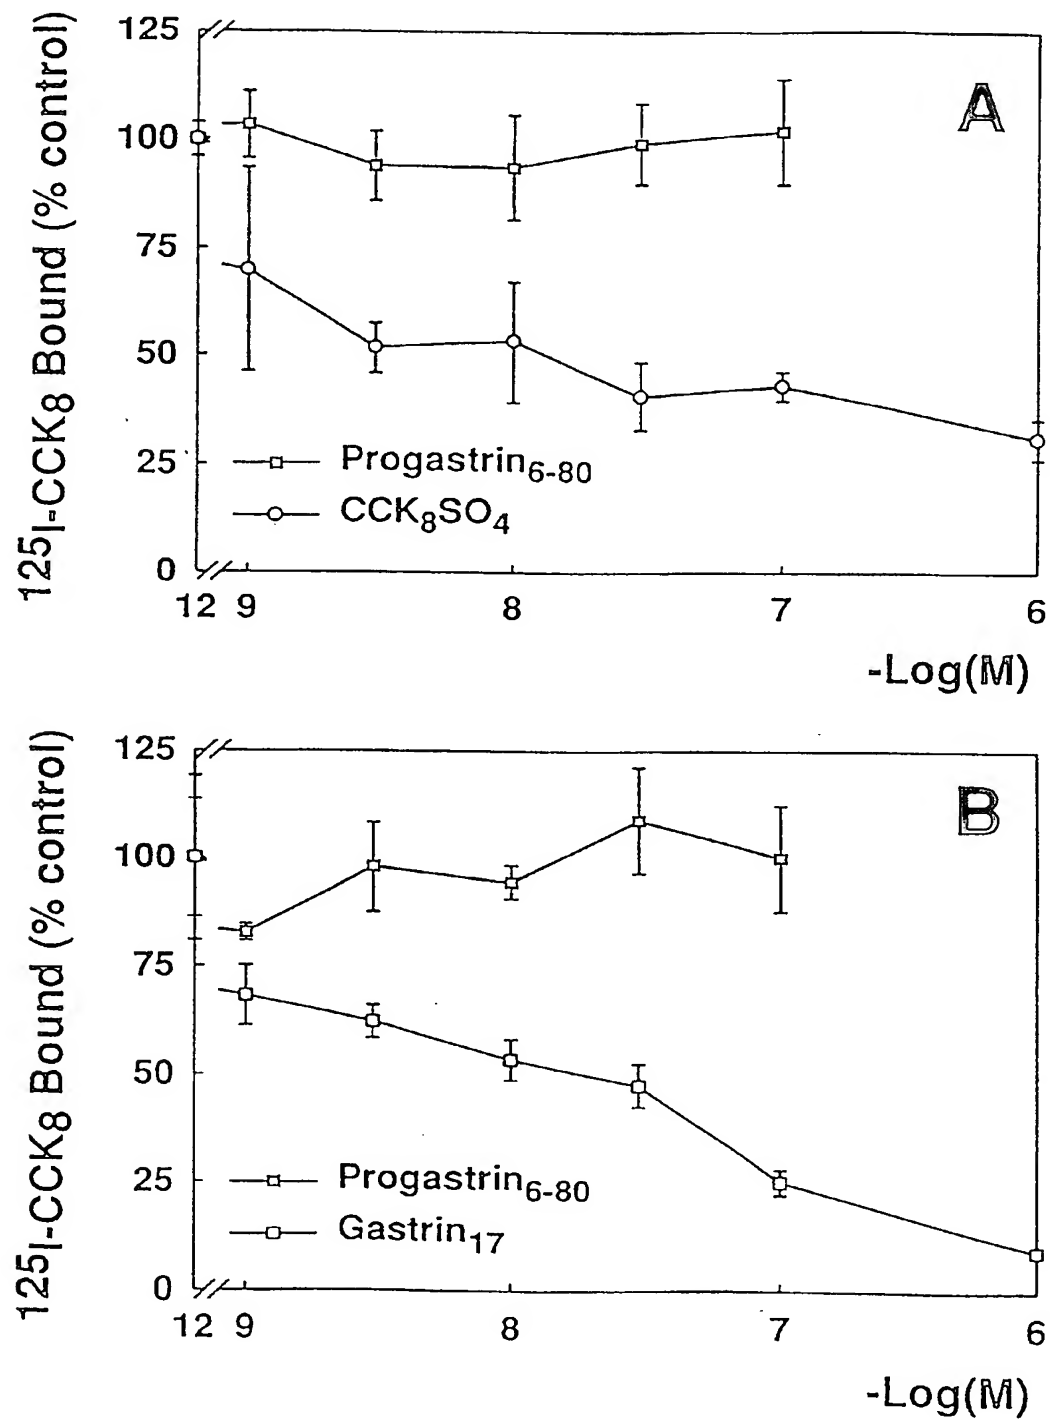 125
100
75
50
25
0
12 9 8 7 6
-Log(M)
¹²⁵I-CCK₈ Bound (% control)
A
Progastrin₆₋₈₀
CCK₈SO₄
125
100
75
50
25
0
12 9 8 7 6
-Log(M)
¹²⁵I-CCK₈ Bound (% control)
B
Progastrin₆₋₈₀
Gastrin₁₇